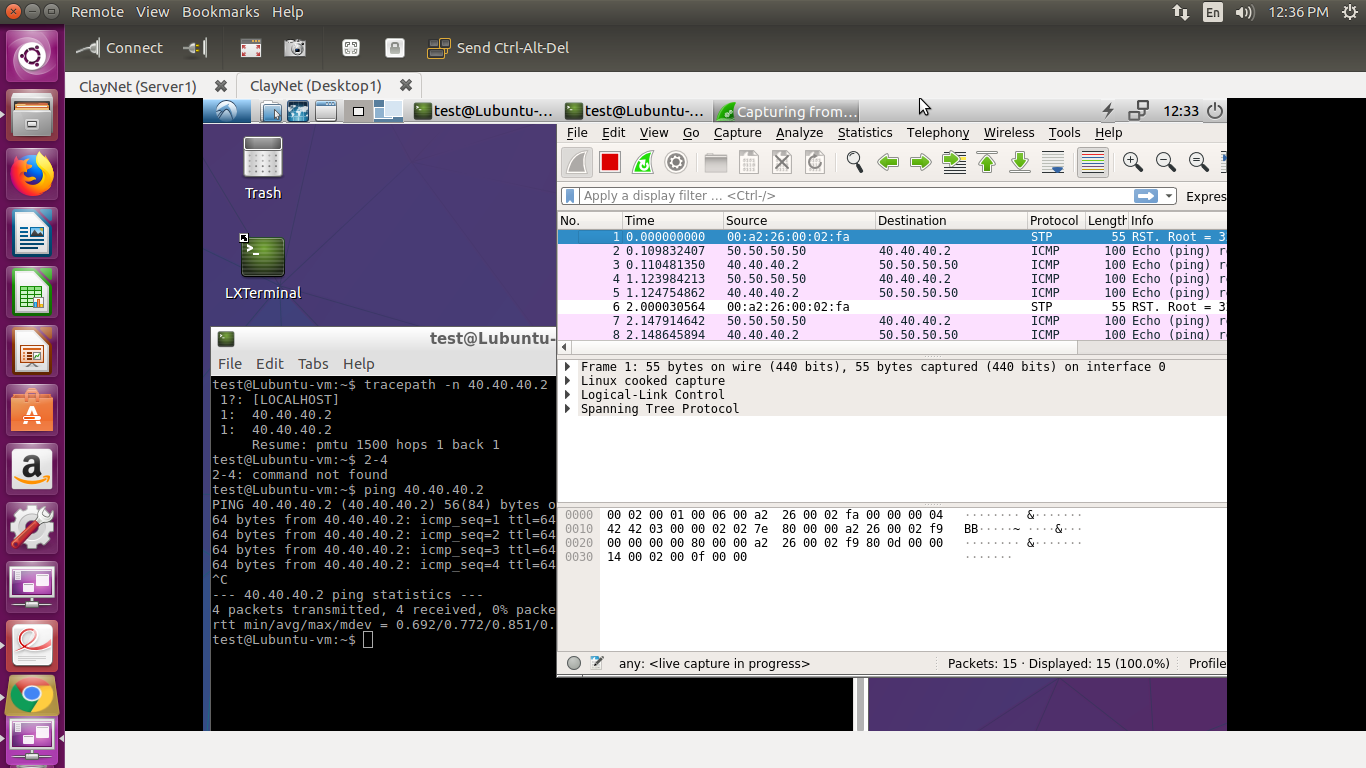 Remote View Bookmarks Help
En 12:36 PM
Connect Send Ctrl-Alt-Del
ClayNet (Server1) ClayNet (Desktop1)
test@Lubuntu-... test@Lubuntu-... Capturing from... 12:33
File Edit View Go Capture Analyze Statistics Telephony Wireless Tools Help
Trash
LXTerminal
Apply a display filter ... <Ctrl-/> Expres
No. Time Source Destination Protocol Length Info
1 0.000000000 00:a2:26:00:02:fa STP 55 RST. Root = 3
2 0.109832407 50.50.50.50 40.40.40.2 ICMP 100 Echo (ping) r
3 0.110481350 40.40.40.2 50.50.50.50 ICMP 100 Echo (ping) r
4 1.123984213 50.50.50.50 40.40.40.2 ICMP 100 Echo (ping) r
5 1.124754862 40.40.40.2 50.50.50.50 ICMP 100 Echo (ping) r
6 2.000030564 00:a2:26:00:02:fa STP 55 RST. Root = 3
7 2.147914642 50.50.50.50 40.40.40.2 ICMP 100 Echo (ping) r
8 2.148645894 40.40.40.2 50.50.50.50 ICMP 100 Echo (ping) r
Frame 1: 55 bytes on wire (440 bits), 55 bytes captured (440 bits) on interface 0
Linux cooked capture
Logical-Link Control
Spanning Tree Protocol
0000 00 02 00 01 00 06 00 a2 26 00 02 fa 00 00 00 04 ········ &·······
0010 42 42 03 00 00 02 02 7e 80 00 00 a2 26 00 02 f9 BB·····~ ····&···
0020 00 00 00 00 80 00 00 a2 26 00 02 f9 80 0d 00 00 ········ &·······
0030 14 00 02 00 0f 00 00 ·······
any: <live capture in progress> Packets: 15 · Displayed: 15 (100.0%) Profile
test@Lubuntu-
File Edit Tabs Help
test@Lubuntu-vm:~$ tracepath -n 40.40.40.2
1?: [LOCALHOST]
1: 40.40.40.2
1: 40.40.40.2
Resume: pmtu 1500 hops 1 back 1
test@Lubuntu-vm:~$ 2-4
2-4: command not found
test@Lubuntu-vm:~$ ping 40.40.40.2
PING 40.40.40.2 (40.40.40.2) 56(84) bytes o
64 bytes from 40.40.40.2: icmp_seq=1 ttl=64
64 bytes from 40.40.40.2: icmp_seq=2 ttl=64
64 bytes from 40.40.40.2: icmp_seq=3 ttl=64
64 bytes from 40.40.40.2: icmp_seq=4 ttl=64
^C
--- 40.40.40.2 ping statistics ---
4 packets transmitted, 4 received, 0% packe
rtt min/avg/max/mdev = 0.692/0.772/0.851/0.
test@Lubuntu-vm:~$